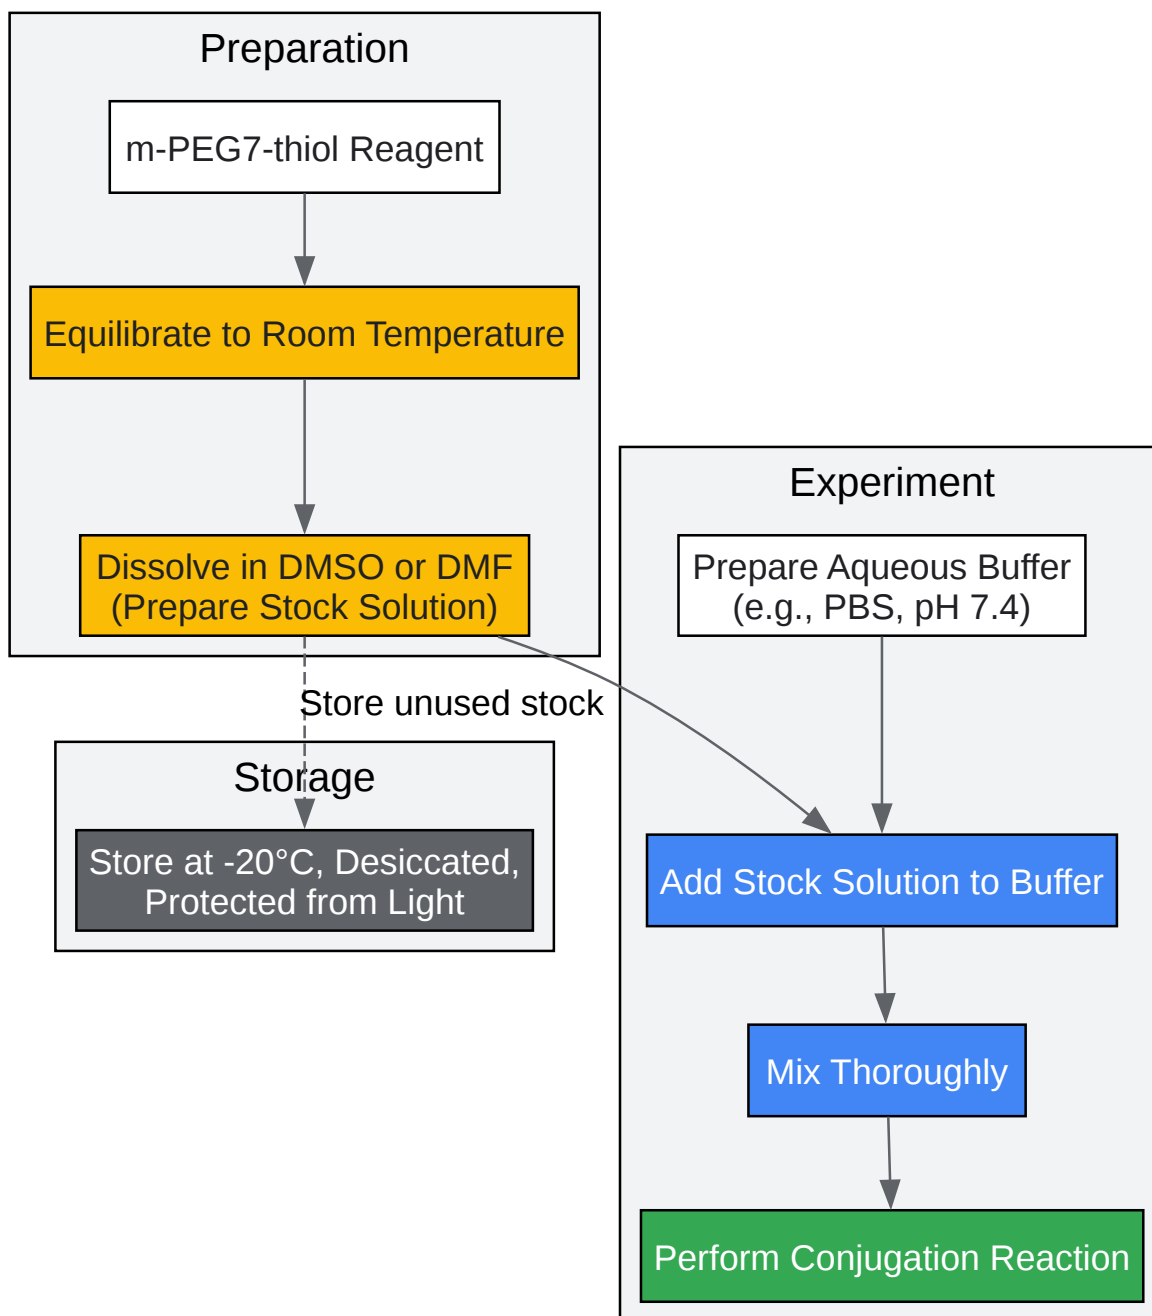 Preparation
m-PEG7-thiol Reagent
Equilibrate to Room Temperature
Dissolve in DMSO or DMF
(Prepare Stock Solution)
Store unused stock
Storage
Store at -20°C, Desiccated,
Protected from Light
Experiment
Prepare Aqueous Buffer
(e.g., PBS, pH 7.4)
Add Stock Solution to Buffer
Mix Thoroughly
Perform Conjugation Reaction